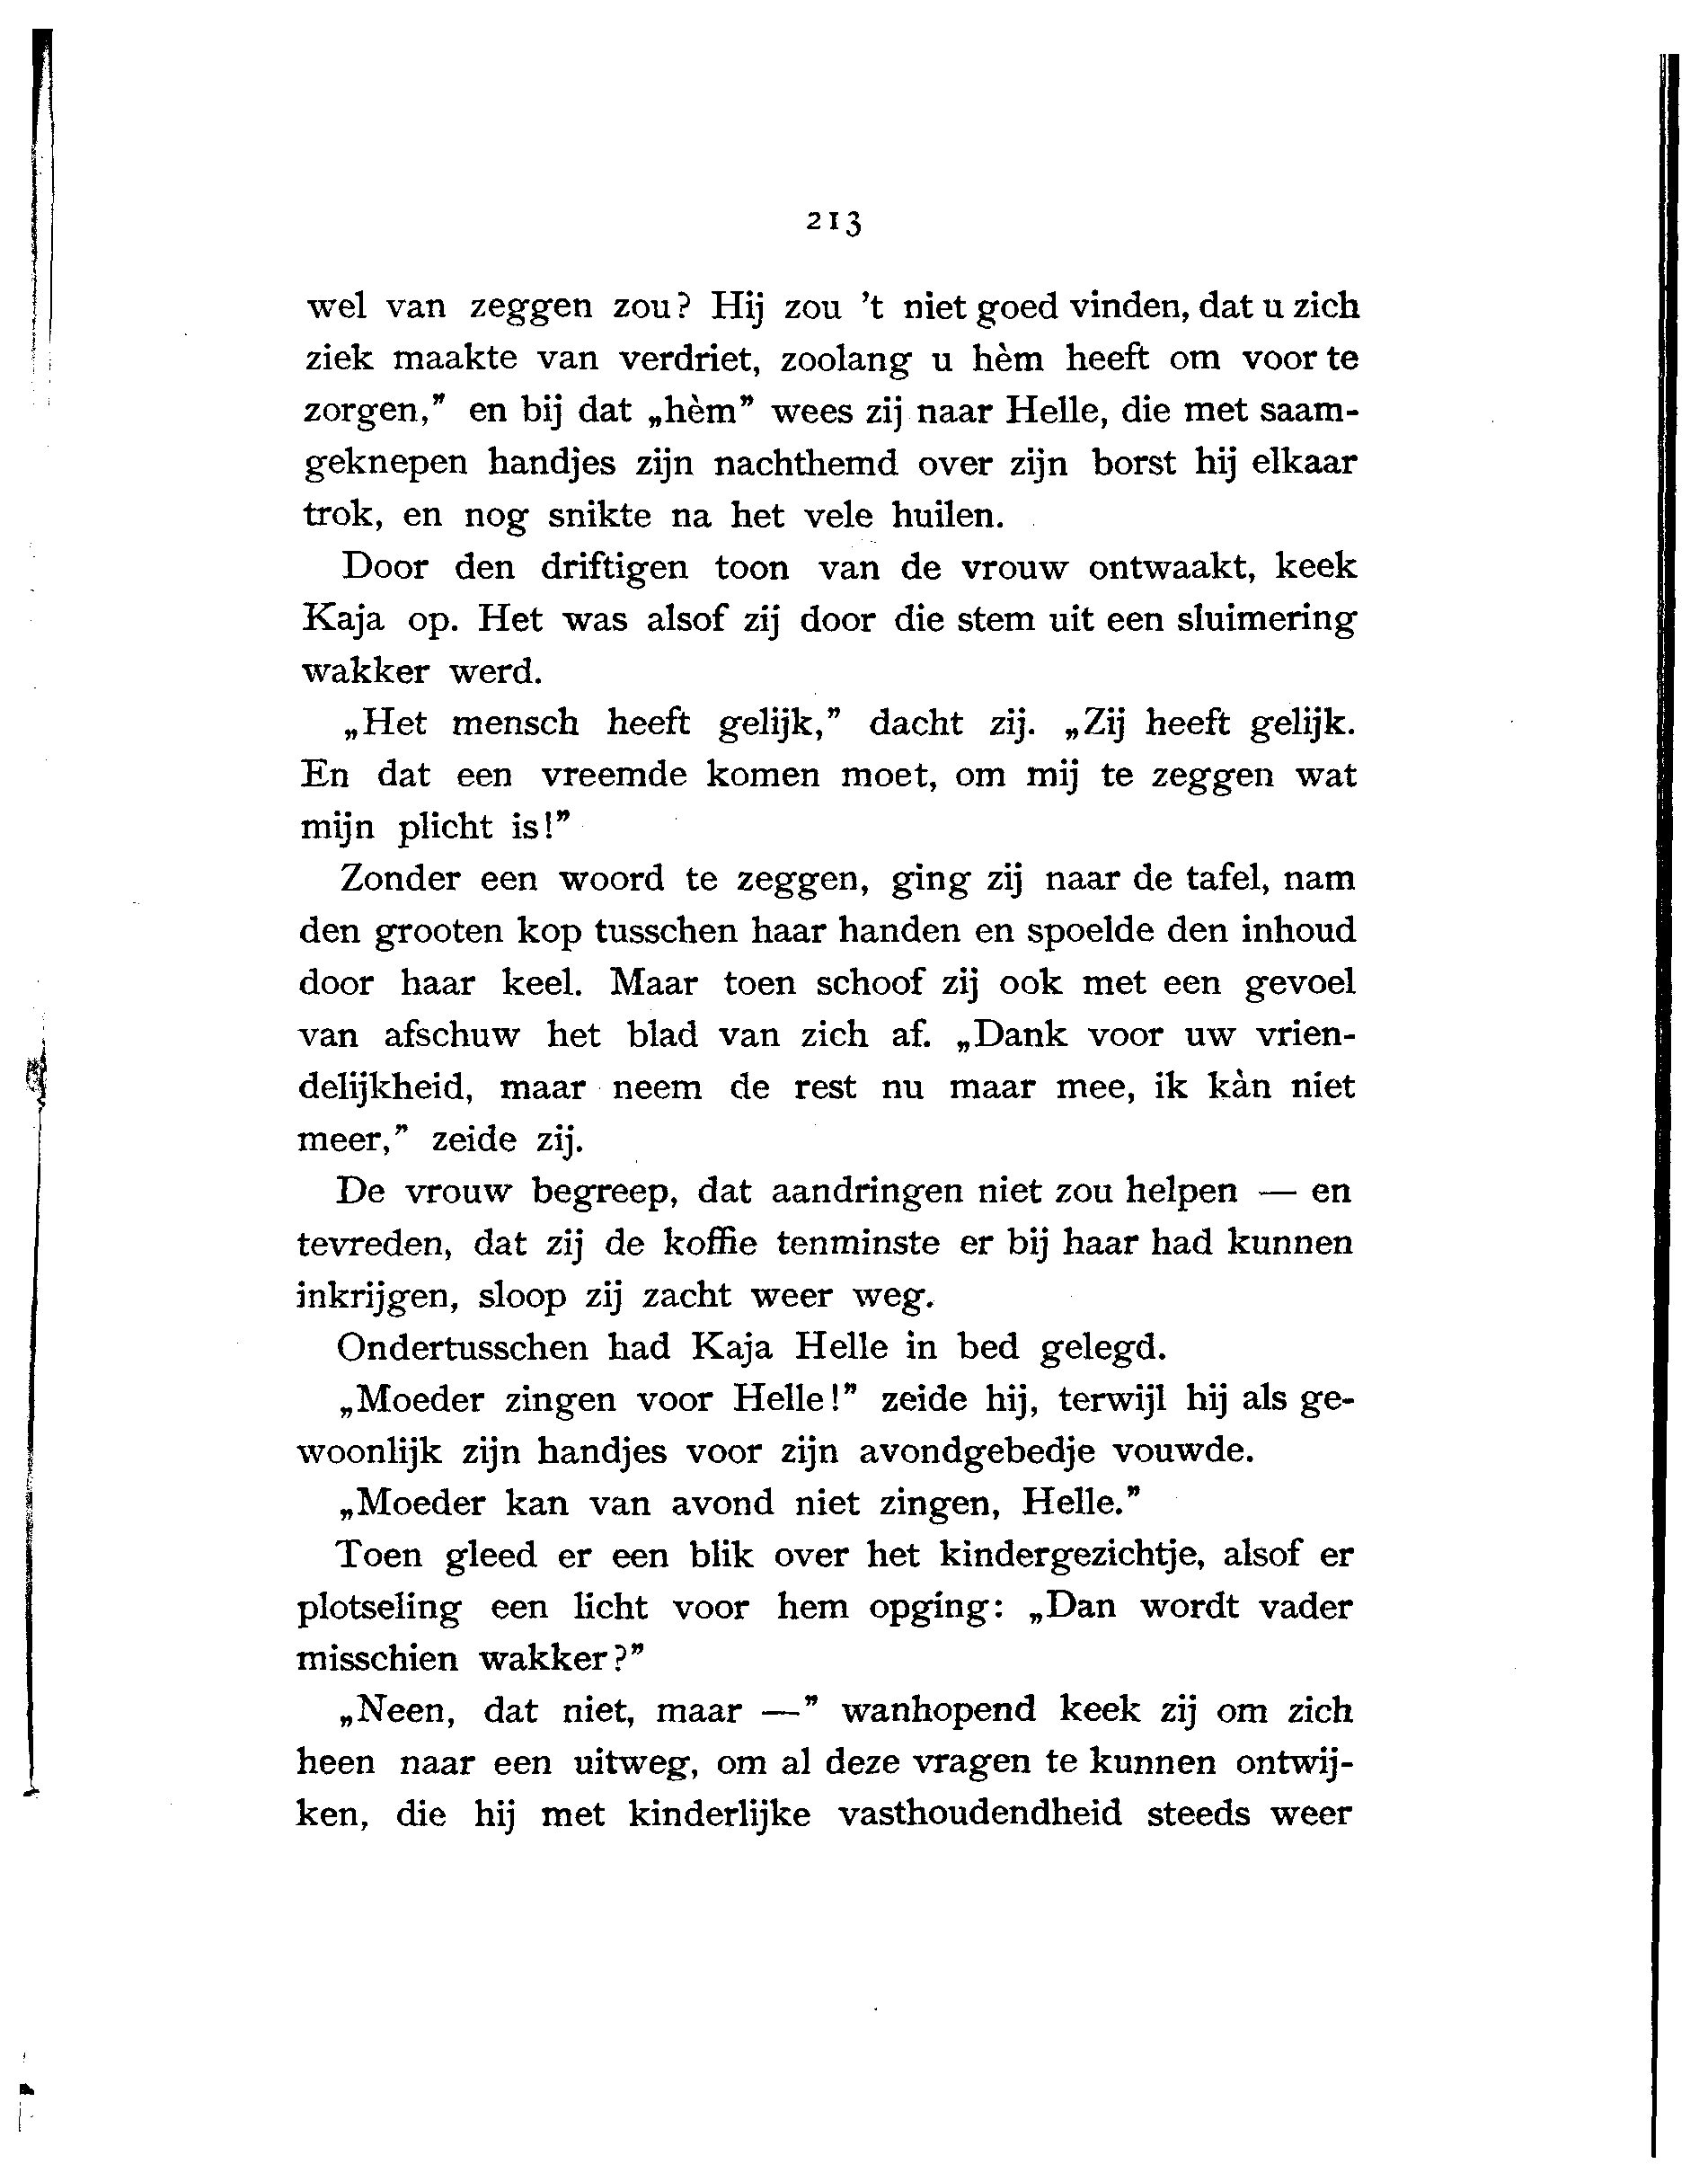 213
wel van zeggen zou? Hij zou 't niet goed vinden, dat u zich
ziek maakte van verdriet, zoolang u hèm heeft om voor te
zorgen,” en bij dat „hèm” wees zij naar Helle, die met saam-
geknepen handjes zijn nachthemd over zijn borst hij elkaar
trok, en nog snikte na het vele huilen.
Door den driftigen toon van de vrouw ontwaakt, keek
Kaja op. Het was alsof zij door die stem uit een sluimering
wakker werd.
„Het mensch heeft gelijk,” dacht zij. „Zij heeft gelijk.
En dat een vreemde komen moet, om mij te zeggen wat
mijn plicht is!”
Zonder een woord te zeggen, ging zij naar de tafel, nam
den grooten kop tusschen haar handen en spoelde den inhoud
door haar keel. Maar toen schoof zij ook met een gevoel
van afschuw het blad van zich af. „Dank voor uw vrien-
delijkheid, maar neem de rest nu maar mee, ik kàn niet
meer,” zeide zij.
De vrouw begreep, dat aandringen niet zou helpen — en
tevreden, dat zij de koffie tenminste er bij haar had kunnen
inkrijgen, sloop zij zacht weer weg.
Ondertusschen had Kaja Helle in bed gelegd.
„Moeder zingen voor Helle!” zeide hij, terwijl hij als ge-
woonlijk zijn handjes voor zijn avondgebedje vouwde.
„Moeder kan van avond niet zingen, Helle.”
Toen gleed er een blik over het kindergezichtje, alsof er
plotseling een licht voor hem opging: „Dan wordt vader
misschien wakker?”
„Neen, dat niet, maar —” wanhopend keek zij om zich
heen naar een uitweg, om al deze vragen te kunnen ontwij-
ken, die hij met kinderlijke vasthoudendheid steeds weer